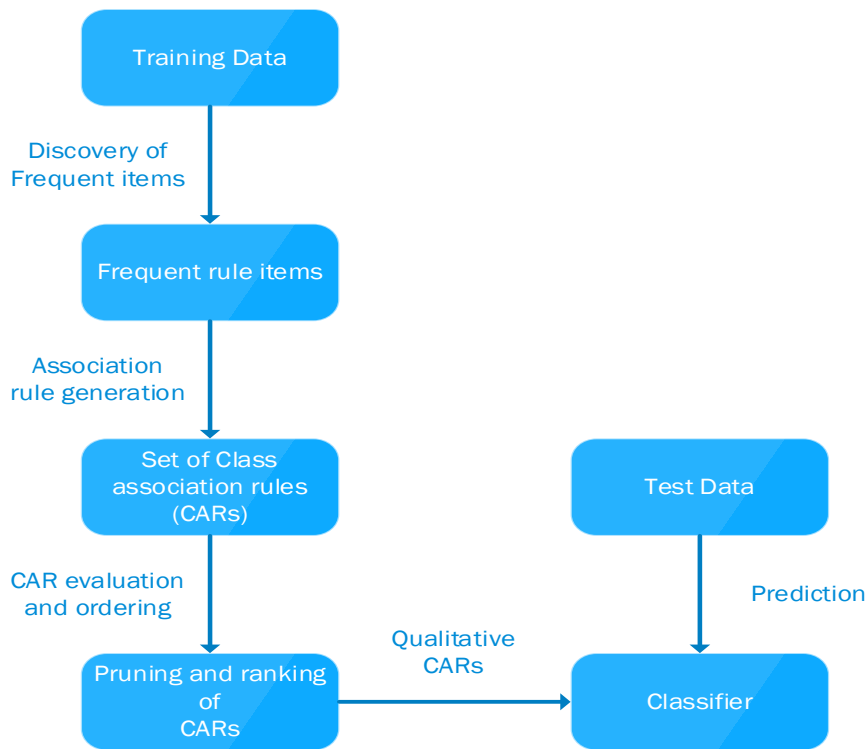 Training Data
Discovery of
Frequent items
Frequent rule items
Association
rule generation
Set of Class
association rules
(CARs)
Test Data
CAR evaluation
and ordering
Prediction
Qualitative
CARs
Pruning and ranking
of
CARs
Classifier